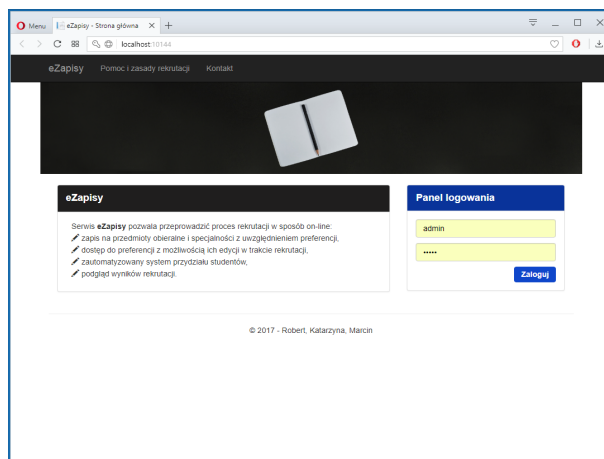 Menu
eZapisy - Strona główna
localhost:10144
eZapisy Pomoc i zasady rekrutacji Kontakt
eZapisy
Serwis eZapisy pozwala przeprowadzić proces rekrutacji w sposób on-line:
zapis na przedmioty obieralne i specjalności z uwzględnieniem preferencji,
dostęp do preferencji z możliwością ich edycji w trakcie rekrutacji,
zautomatyzowany system przydziału studentów,
podgląd wyników rekrutacji.
Panel logowania
admin
•••••
Zaloguj
© 2017 - Robert, Katarzyna, Marcin